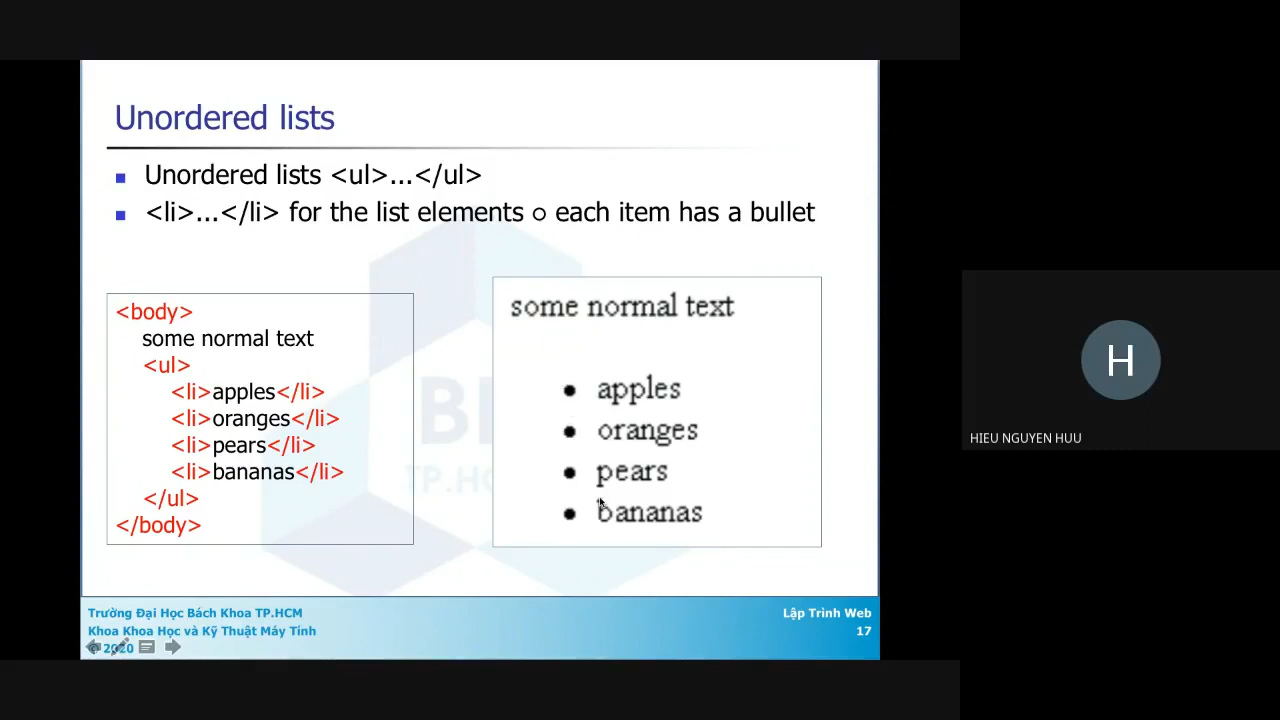 Unordered lists
Unordered lists <ul>...</ul>
<li>...</li> for the list elements o each item has a bullet
<body>
some normal text
<ul>
<li>apples</li>
<li>oranges</li>
<li>pears</li>
<li>bananas</li>
</ul>
</body>
some normal text
apples
oranges
pears
bananas
Trường Đại Học Bách Khoa TP.HCM
Khoa Khoa Học và Kỹ Thuật Máy Tính
© 2020
Lập Trình Web
17
H
HIEU NGUYEN HUU